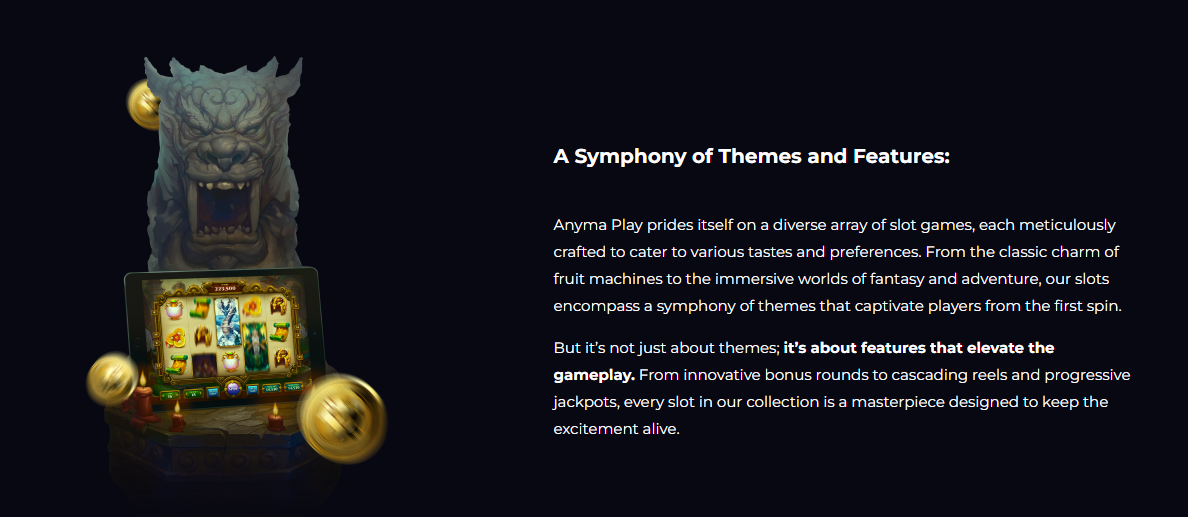 A Symphony of Themes and Features:
Anyma Play prides itself on a diverse array of slot games, each meticulously
crafted to cater to various tastes and preferences. From the classic charm of
fruit machines to the immersive worlds of fantasy and adventure, our slots
encompass a symphony of themes that captivate players from the first spin.
But it’s not just about themes; it’s about features that elevate the
gameplay. From innovative bonus rounds to cascading reels and progressive
jackpots, every slot in our collection is a masterpiece designed to keep the
excitement alive.